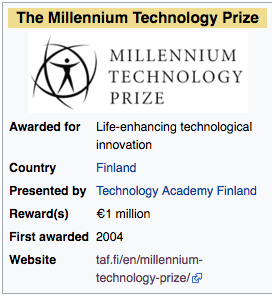 The Millennium Technology Prize
MILLENNIUM
TECHNOLOGY
PRIZE
Awarded for Life-enhancing technological
innovation
Country Finland
Presented by Technology Academy Finland
Reward(s) €1 million
First awarded 2004
Website taf.fi/en/millennium-
technology-prize/